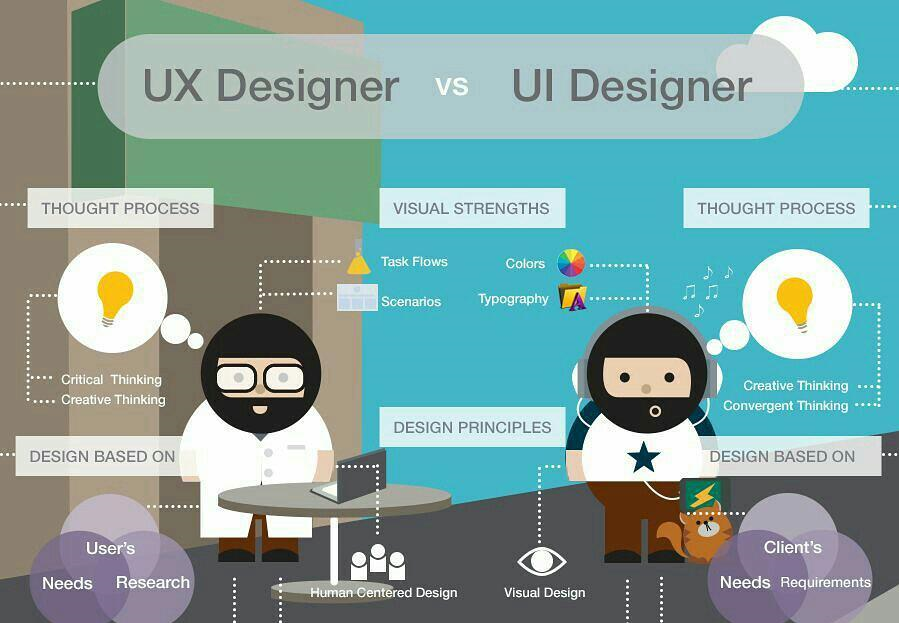 UX Designer vs UI Designer
THOUGHT PROCESS
VISUAL STRENGTHS
THOUGHT PROCESS
Task Flows
Scenarios
Colors
Typography
Critical Thinking
Creative Thinking
Creative Thinking
Convergent Thinking
DESIGN PRINCIPLES
DESIGN BASED ON
DESIGN BASED ON
User's
Needs Research
Human Centered Design
Visual Design
Client's
Needs Requirements